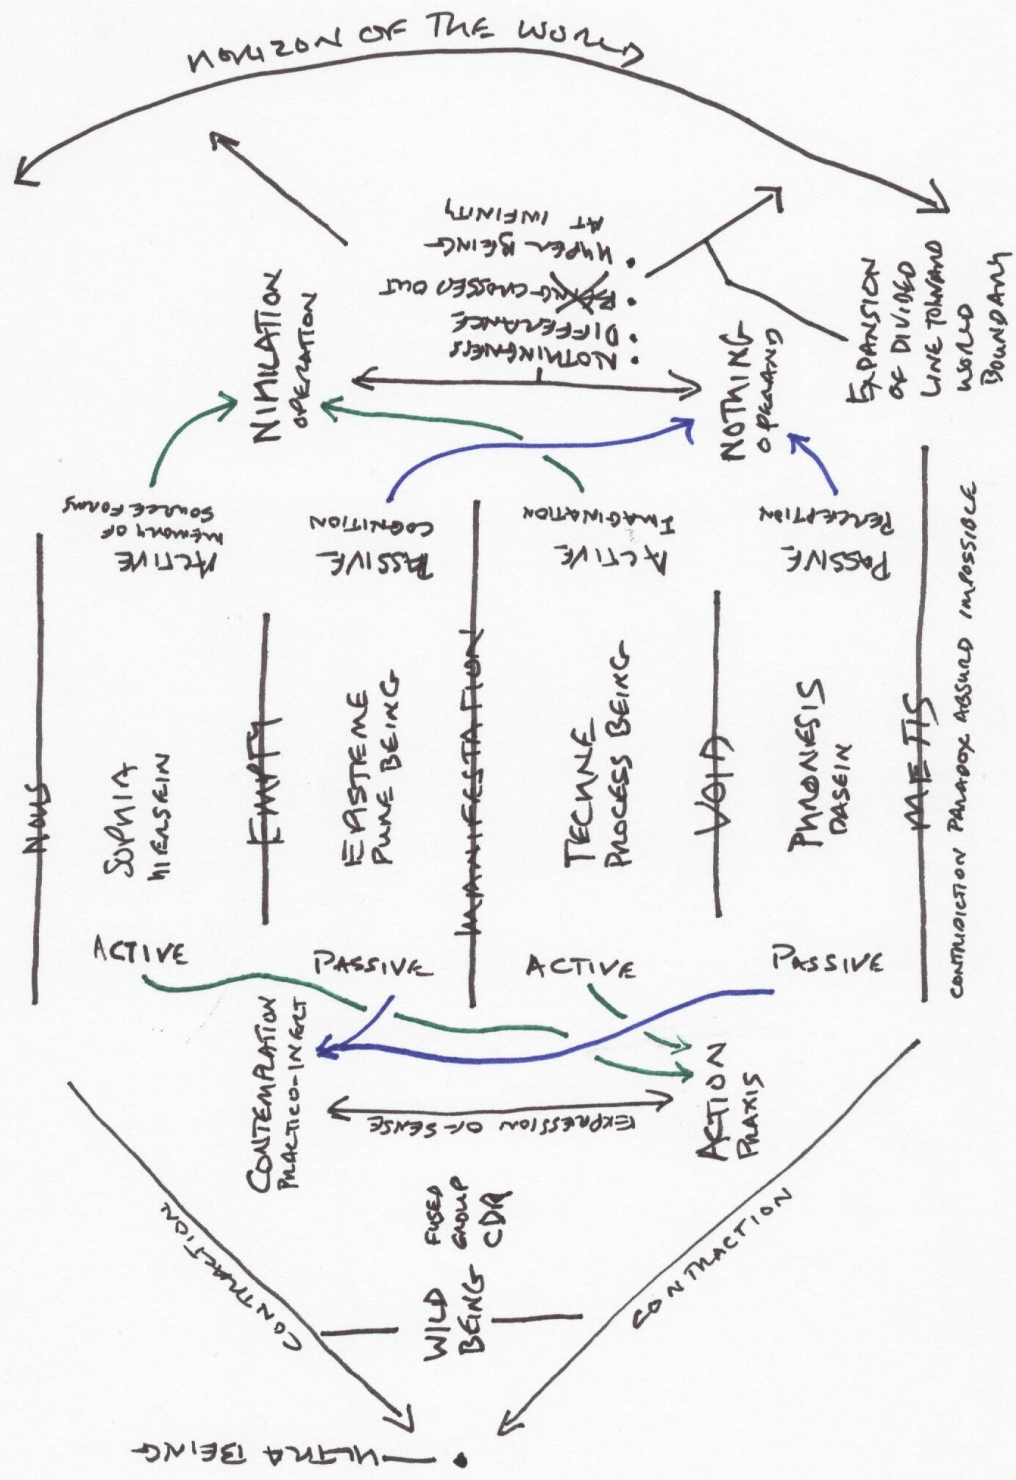 HORIZON OF THE WORLD
NOTHINGNESS
DIFFERANCE
BEING CROSSED OUT
HYPER BEING
AT INFINITY
NIHILATION
OPERATION
NOTHING
OPERAND
EXPANSION
OF DIVIDED
LINE TOWARD
WORLD
BOUNDARY
ACTIVE
MEMORY OF
SOURCE FORMS
PASSIVE
COGNITION
ACTIVE
IMAGINATION
PASSIVE
PERCEPTION
NOUS
SOPHIA
HIERSEIN
EMPTY
EPISTEME
PURE BEING
MANIFESTATION
TECHNE
PROCESS BEING
VOID
PHRONESIS
DASEIN
METIS
CONTRADICTION PARADOX ABSURD IMPOSSIBLE
ACTIVE
PASSIVE
ACTIVE
PASSIVE
CONTEMPLATION
PRACTICO-INERT
EXPRESSION OF SENSE
ACTION
PRAXIS
CONTRACTION
WILD
BEING
FUSED
GROUP
CDR
CONTRACTION
ULTRA BEING